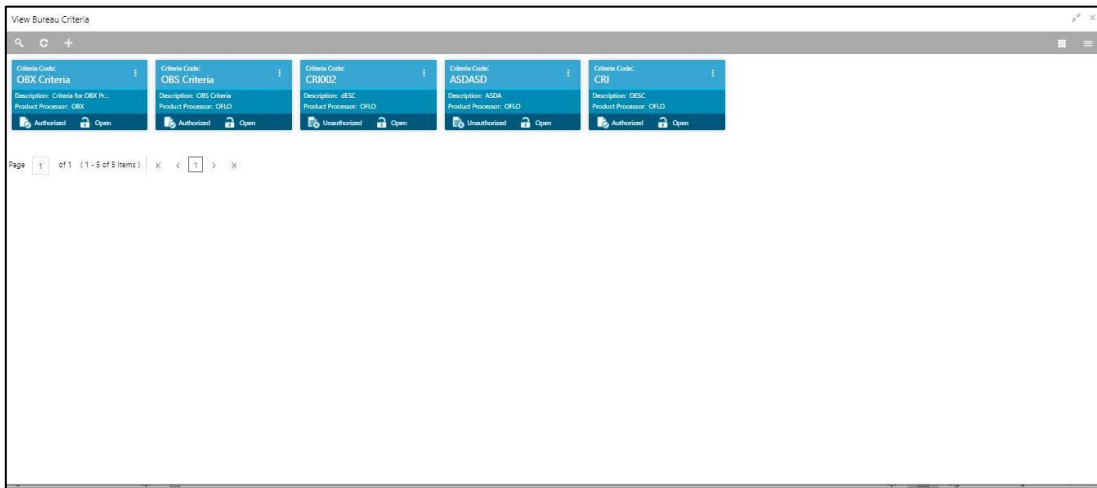 View Bureau Criteria
Criteria Code:
OBX Criteria
Description: Criteria for OBX Pr...
Product Processor: OBX
Authorized Open
Criteria Code:
OBS Criteria
Description: OBS Criteria
Product Processor: OFLO
Authorized Open
Criteria Code:
CRI002
Description: dESC
Product Processor: OFLO
Unauthorized Open
Criteria Code:
ASDASD
Description: ASDA
Product Processor: OFLO
Unauthorized Open
Criteria Code:
CRI
Description: DESC
Product Processor: OFLO
Authorized Open
Page 1 of 1 (1 - 5 of 5 items) 1